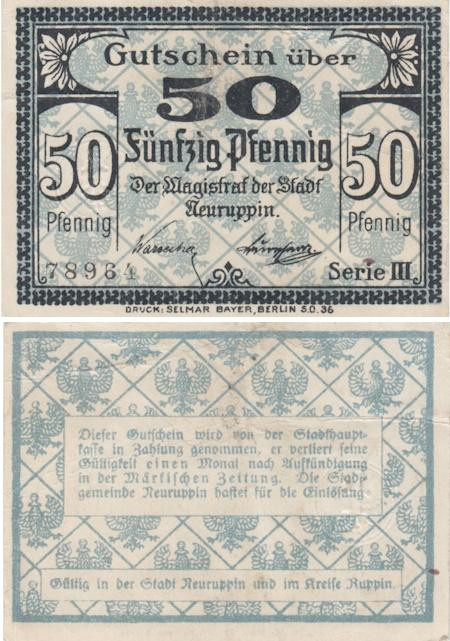 Gutschein über
50
50 Fünfzig Pfennig 50
Pfennig Der Magistrat der Stadt Pfennig
Neuruppin.
78964 Serie III.
DRUCK: SELMAR BAYER, BERLIN S.O. 36
Dieser Gutschein wird von der Stadthaupt-
kasse in Zahlung genommen, er verliert seine
Gültigkeit einen Monat nach Aufkündigung
in der Märkischen Zeitung. Die Stadt-
gemeinde Neuruppin haftet für die Einlösung.
Gültig in der Stadt Neuruppin und im Kreise Ruppin.